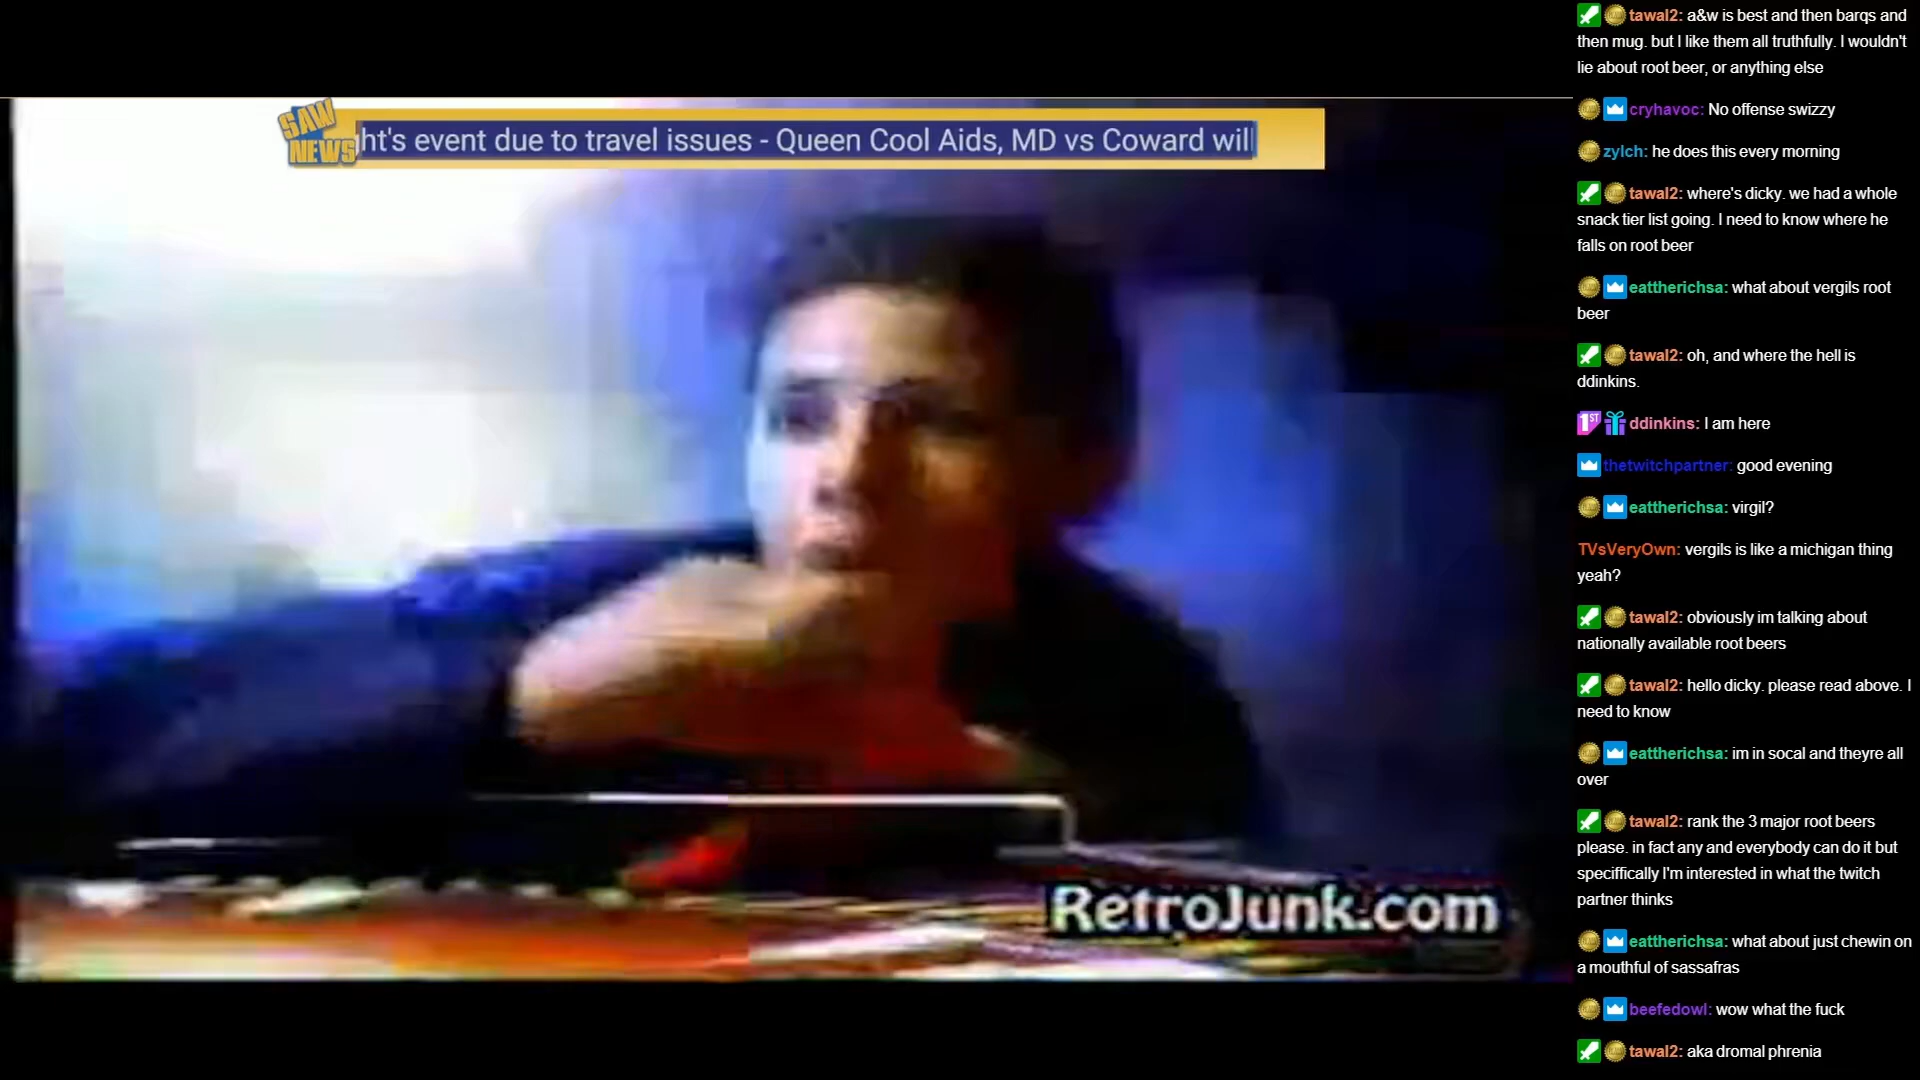 SAW
NEWS
ht's event due to travel issues - Queen Cool Aids, MD vs Coward will
RetroJunk.com
tawal2: a&w is best and then barqs and
then mug. but I like them all truthfully. I wouldn't
lie about root beer, or anything else
cryhavoc: No offense swizzy
zylch: he does this every morning
tawal2: where's dicky. we had a whole
snack tier list going. I need to know where he
falls on root beer
eattherichsa: what about vergils root
beer
tawal2: oh, and where the hell is
ddinkins.
1ST ddinkins: I am here
thetwitchpartner: good evening
eattherichsa: virgil?
TVsVeryOwn: vergils is like a michigan thing
yeah?
tawal2: obviously im talking about
nationally available root beers
tawal2: hello dicky. please read above. I
need to know
eattherichsa: im in socal and theyre all
over
tawal2: rank the 3 major root beers
please. in fact any and everybody can do it but
speciffically I'm interested in what the twitch
partner thinks
eattherichsa: what about just chewin on
a mouthful of sassafras
beefedowl: wow what the fuck
tawal2: aka dromal phrenia